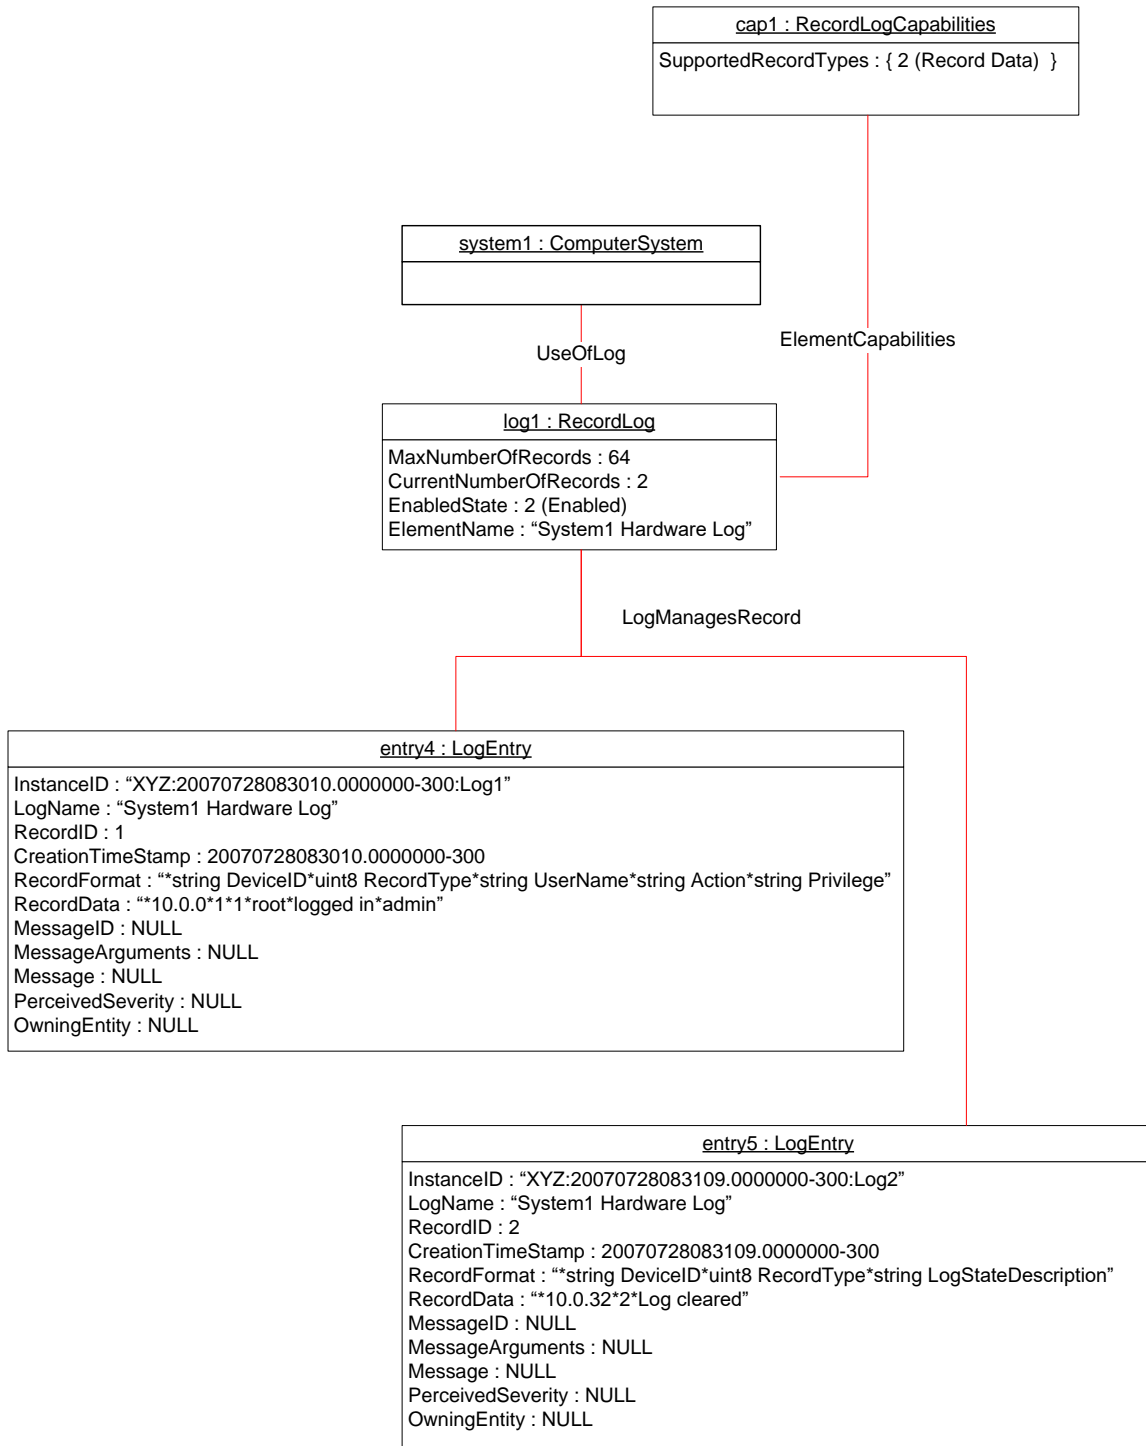 cap1 : RecordLogCapabilities
SupportedRecordTypes : { 2 (Record Data)  }
system1 : ComputerSystem
ElementCapabilities
UseOfLog
log1 : RecordLog
MaxNumberOfRecords : 64
CurrentNumberOfRecords : 2
EnabledState : 2 (Enabled)
ElementName : “System1 Hardware Log”
LogManagesRecord
entry4 : LogEntry
InstanceID : “XYZ:20070728083010.0000000-300:Log1”
LogName : “System1 Hardware Log”
RecordID : 1
CreationTimeStamp : 20070728083010.0000000-300
RecordFormat : “*string DeviceID*uint8 RecordType*string UserName*string Action*string Privilege”
RecordData : “*10.0.0*1*1*root*logged in*admin”
MessageID : NULL
MessageArguments : NULL
Message : NULL
PerceivedSeverity : NULL
OwningEntity : NULL
entry5 : LogEntry
InstanceID : “XYZ:20070728083109.0000000-300:Log2”
LogName : “System1 Hardware Log”
RecordID : 2
CreationTimeStamp : 20070728083109.0000000-300
RecordFormat : “*string DeviceID*uint8 RecordType*string LogStateDescription”
RecordData : “*10.0.32*2*Log cleared”
MessageID : NULL
MessageArguments : NULL
Message : NULL
PerceivedSeverity : NULL
OwningEntity : NULL